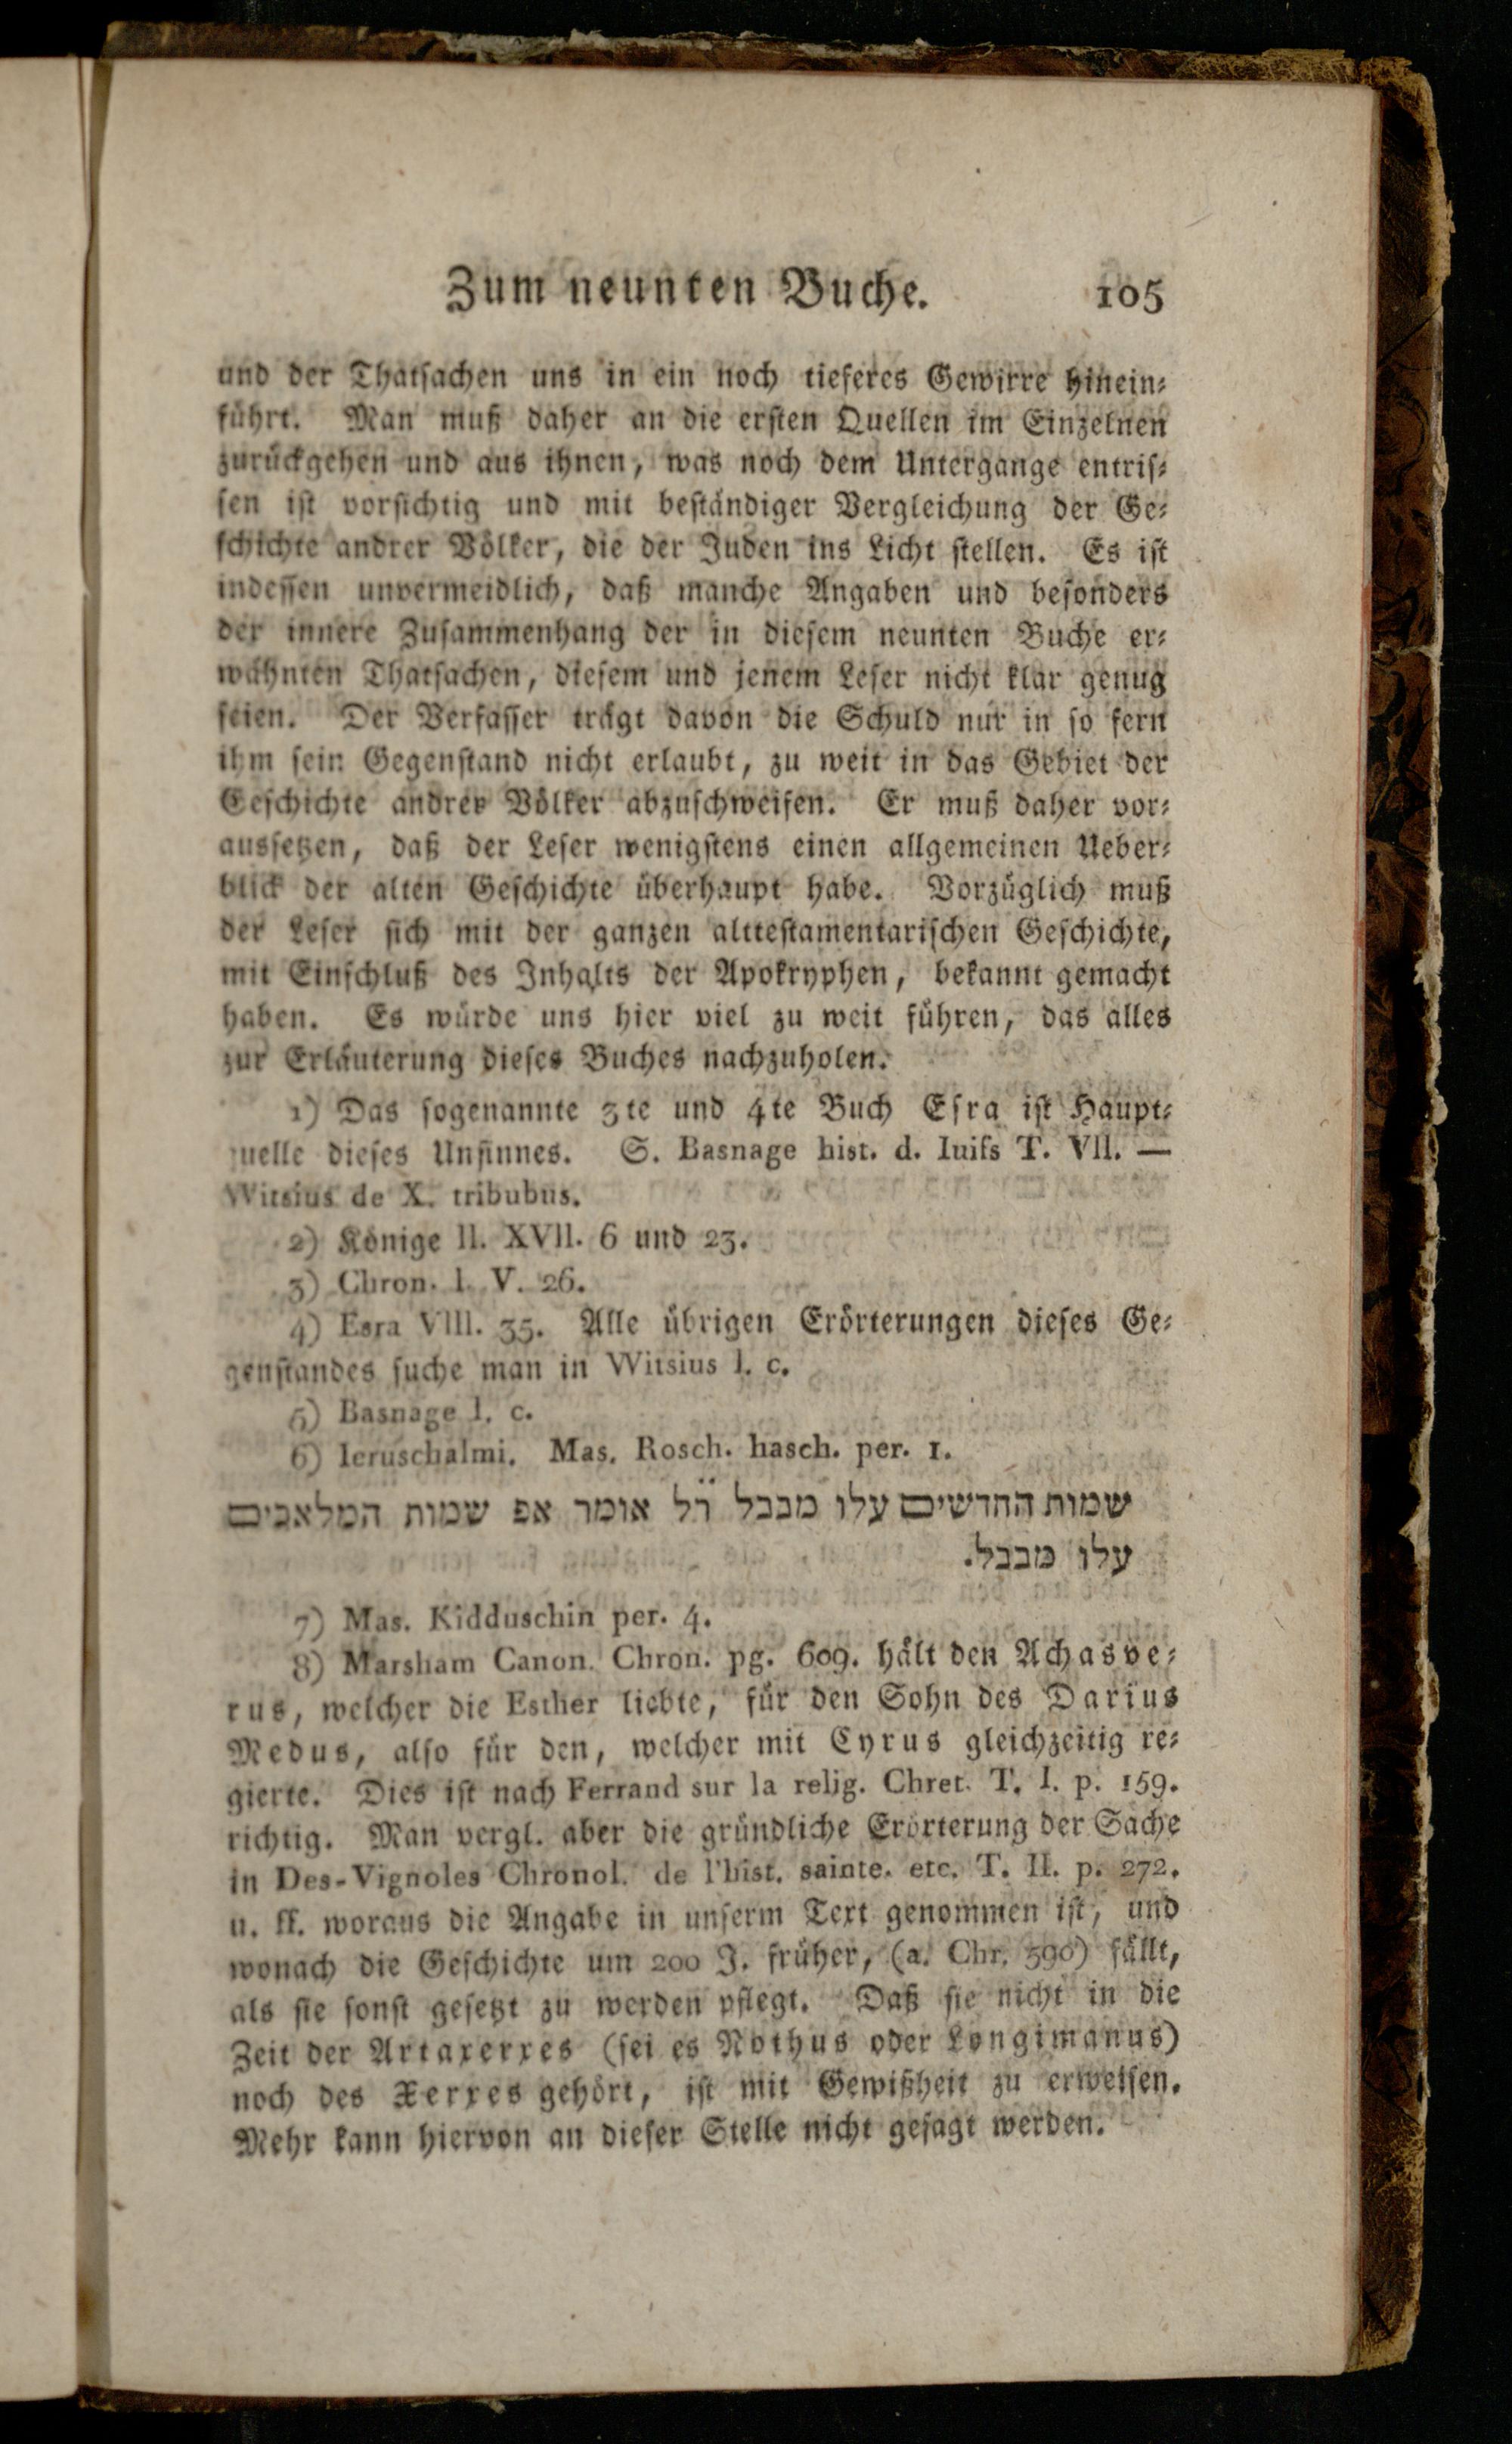 Zum neunten Buche. 105
und der Thatsachen uns in ein noch tieferes Gewirre hinein-
führt. Man muß daher an die ersten Quellen im Einzelnen
zurückgehen und aus ihnen, was noch dem Untergange entris-
sen ist vorsichtig und mit beständiger Vergleichung der Ge-
schichte andrer Völker, die der Juden ins Licht stellen. Es ist
indessen unvermeidlich, daß manche Angaben und besonders
der innere Zusammenhang der in diesem neunten Buche er-
wähnten Thatsachen, diesem und jenem Leser nicht klar genug
seien. Der Verfasser trägt davon die Schuld nur in so fern
ihm sein Gegenstand nicht erlaubt, zu weit in das Gebiet der
Geschichte andrer Völker abzuschweifen. Er muß daher vor-
aussetzen, daß der Leser wenigstens einen allgemeinen Ueber-
blick der alten Geschichte überhaupt habe. Vorzüglich muß
der Leser sich mit der ganzen alttestamentarischen Geschichte,
mit Einschluß des Inhalts der Apokryphen, bekannt gemacht
haben. Es würde uns hier viel zu weit führen, das alles
zur Erläuterung dieses Buches nachzuholen.
1) Das sogenannte 3te und 4te Buch Esra ist Haupt-
quelle dieses Unsinnes. S. Basnage hist. d. Iuifs T. VII. —
Witsius de X. tribubus.
2) Könige II. XVII. 6 und 23.
3) Chron. I. V. 26.
4) Esra VIII. 35. Alle übrigen Erörterungen dieses Ge-
genstandes suche man in Witsius l. c.
5) Basnage l. c.
6) Ieruschalmi. Mas. Rosch. hasch. per. 1.
שמות החדשים עלו מבבל ר̈ל אומר אפ שמות המלאכים
עלו מבבל.
7) Mas. Kidduschin per. 4.
8) Marsham Canon. Chron. pg. 609. hält den Achasve-
rus, welcher die Esther liebte, für den Sohn des Darius
Medus, also für den, welcher mit Cyrus gleichzeitig re-
gierte. Dies ist nach Ferrand sur la relig. Chret. T. I. p. 159.
richtig. Man vergl. aber die gründliche Erörterung der Sache
in Des-Vignoles Chronol. de l'hist. sainte. etc. T. II. p. 272.
u. ff. woraus die Angabe in unserm Text genommen ist, und
wonach die Geschichte um 200 J. früher, (a. Chr. 590) fällt,
als sie sonst gesetzt zu werden pflegt. Daß sie nicht in die
Zeit der Artaxerxes (sei es Nothus oder Longimanus)
noch des Xerxes gehört, ist mit Gewißheit zu erweisen.
Mehr kann hiervon an dieser Stelle nicht gesagt werden.